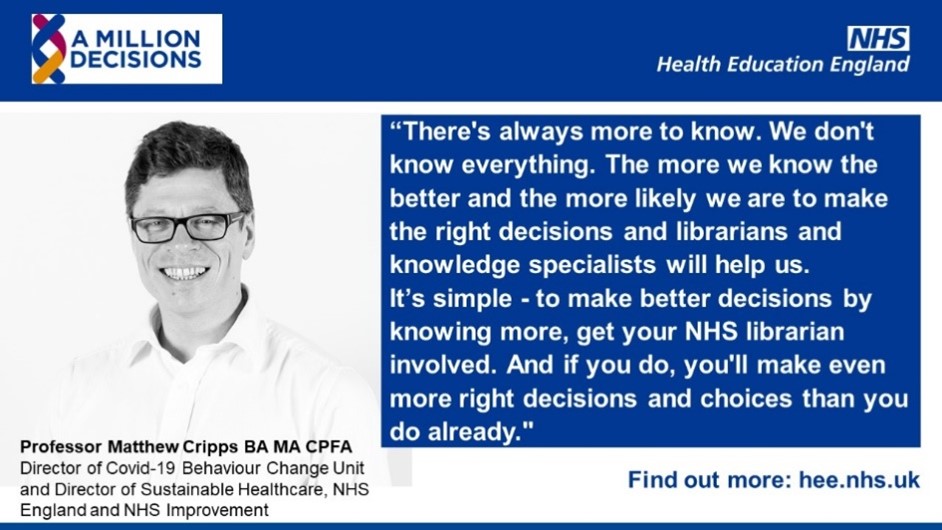 A MILLION
DECISIONS
NHS
Health Education England
“There's always more to know. We don't
know everything. The more we know the
better and the more likely we are to make
the right decisions and librarians and
knowledge specialists will help us.
It’s simple - to make better decisions by
knowing more, get your NHS librarian
involved. And if you do, you'll make even
more right decisions and choices than you
do already."
Professor Matthew Cripps BA MA CPFA
Director of Covid-19 Behaviour Change Unit
and Director of Sustainable Healthcare, NHS
England and NHS Improvement
Find out more: hee.nhs.uk